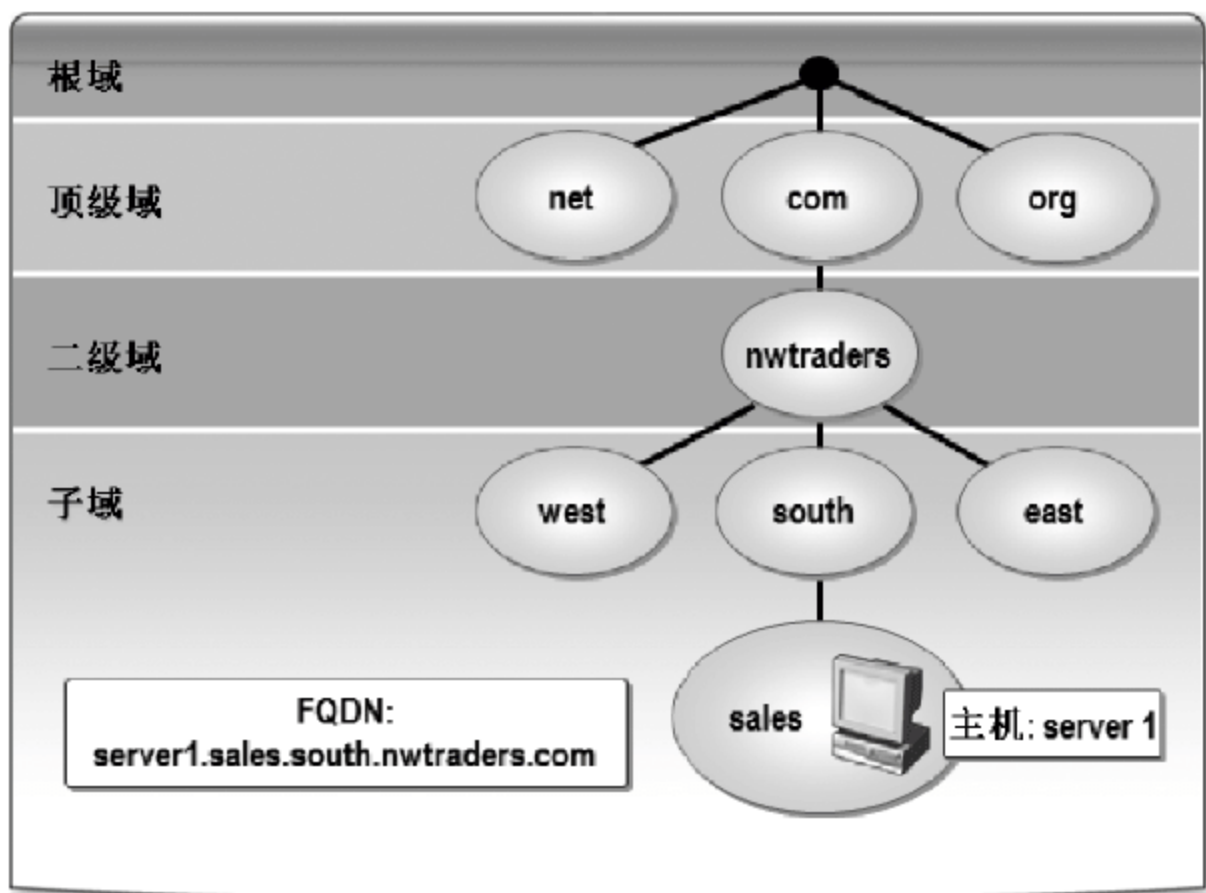 根域
顶级域
net com org
二级域
nwtraders
子域
west south east
FQDN:
server1.sales.south.nwtraders.com
sales
主机: server 1